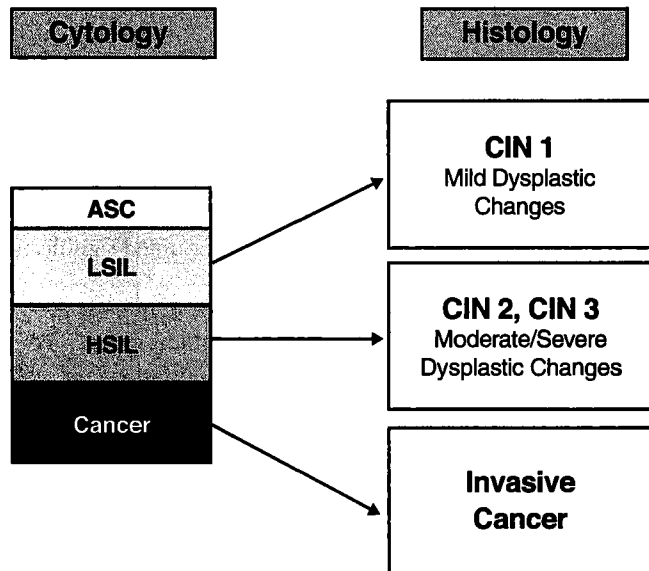 Cytology
Histology
ASC
LSIL
HSIL
Cancer
CIN 1
Mild Dysplastic
Changes
CIN 2, CIN 3
Moderate/Severe
Dysplastic Changes
Invasive
Cancer